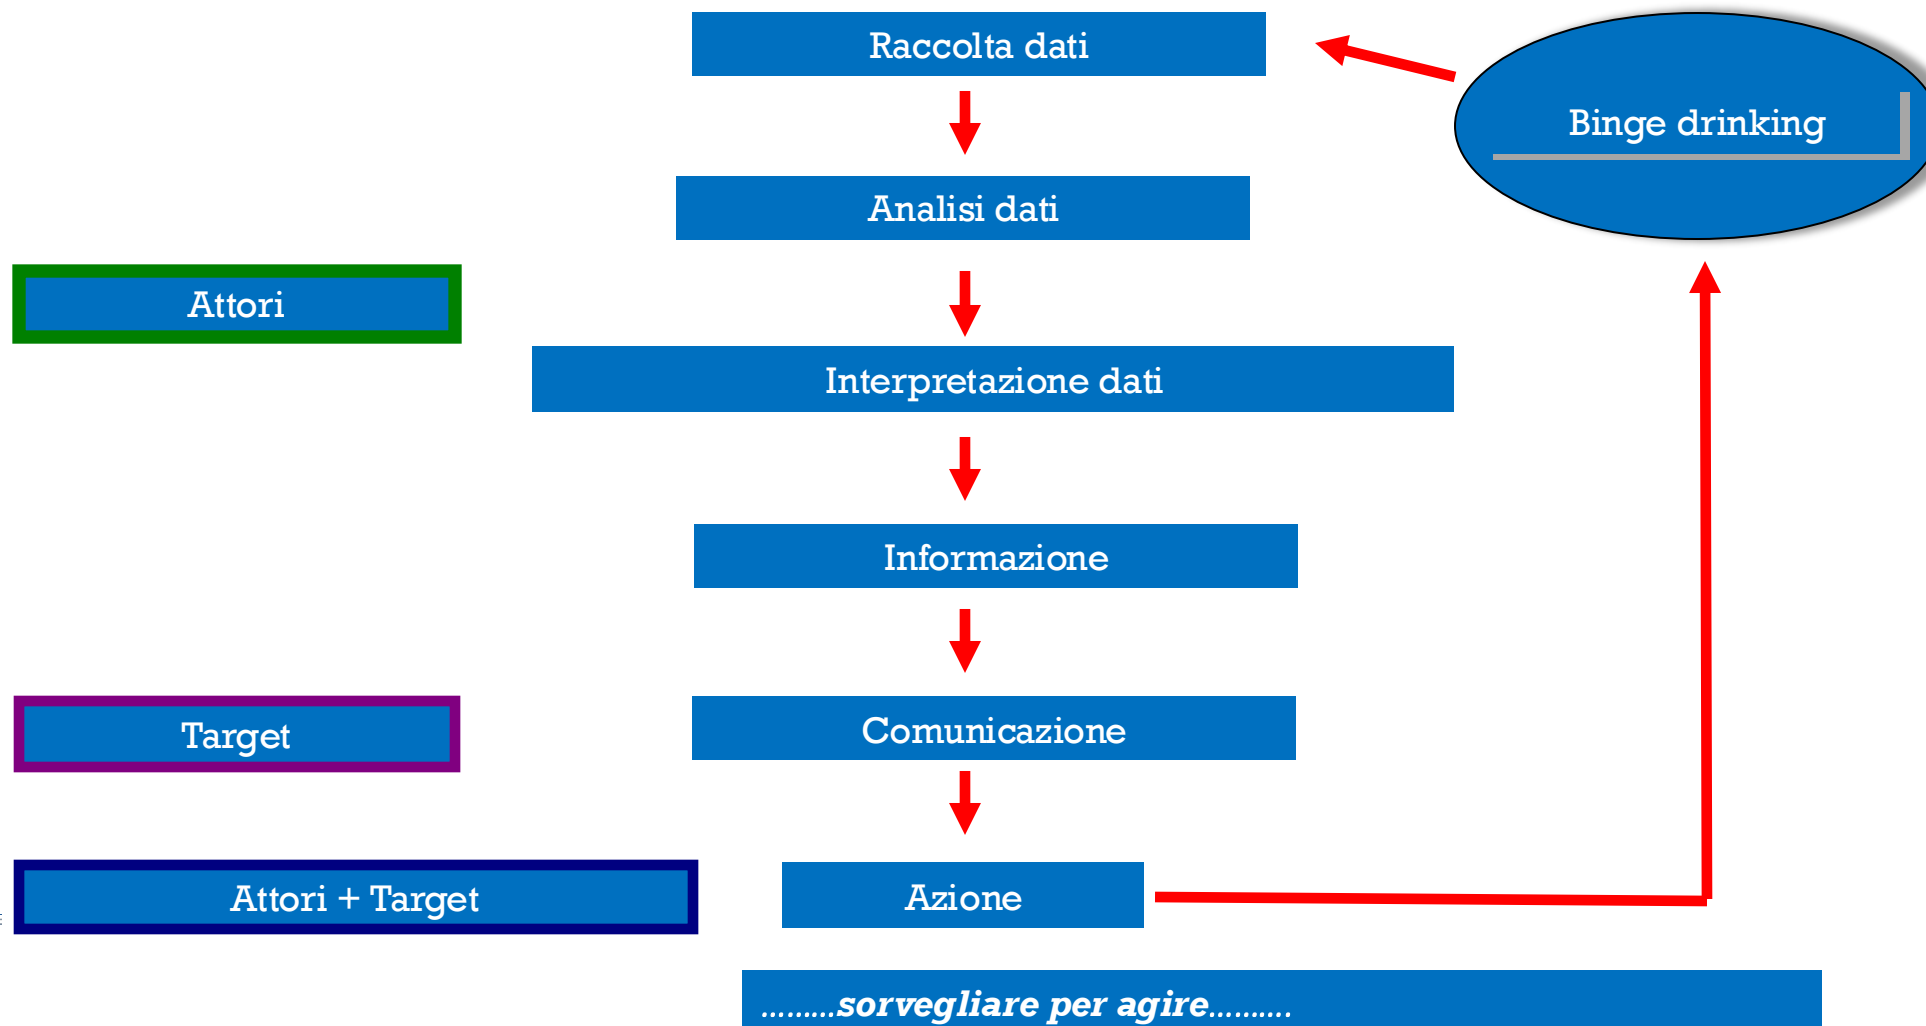 Raccolta dati
Binge drinking
Analisi dati
Attori
Interpretazione dati
Informazione
Target
Comunicazione
Attori + Target
Azione
.........sorvegliare per agire..........